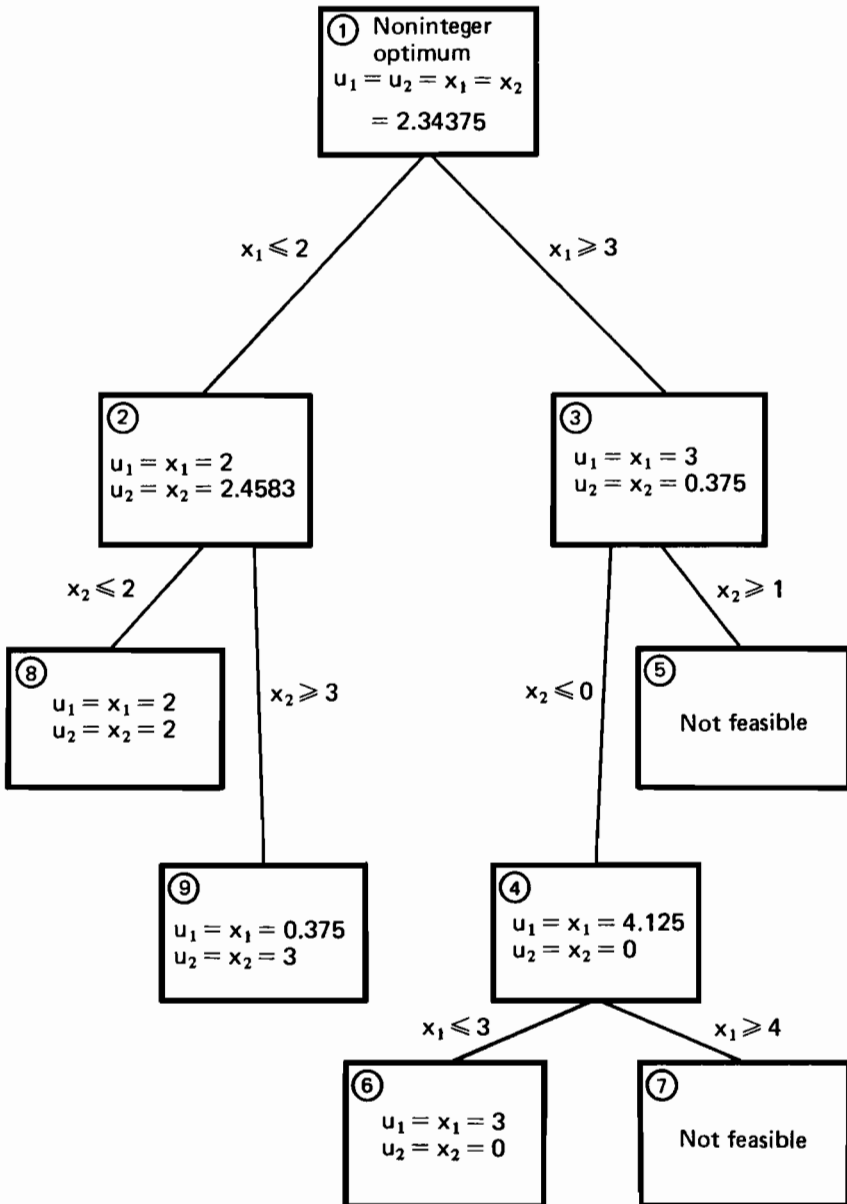 ① Noninteger
optimum
u₁ = u₂ = x₁ = x₂
= 2.34375
x₁ ⩽ 2
x₁ ⩾ 3
②
u₁ = x₁ = 2
u₂ = x₂ = 2.4583
③
u₁ = x₁ = 3
u₂ = x₂ = 0.375
x₂ ⩽ 2
x₂ ⩾ 3
x₂ ⩽ 0
x₂ ⩾ 1
⑧
u₁ = x₁ = 2
u₂ = x₂ = 2
⑤
Not feasible
⑨
u₁ = x₁ = 0.375
u₂ = x₂ = 3
④
u₁ = x₁ = 4.125
u₂ = x₂ = 0
x₁ ⩽ 3
x₁ ⩾ 4
⑥
u₁ = x₁ = 3
u₂ = x₂ = 0
⑦
Not feasible